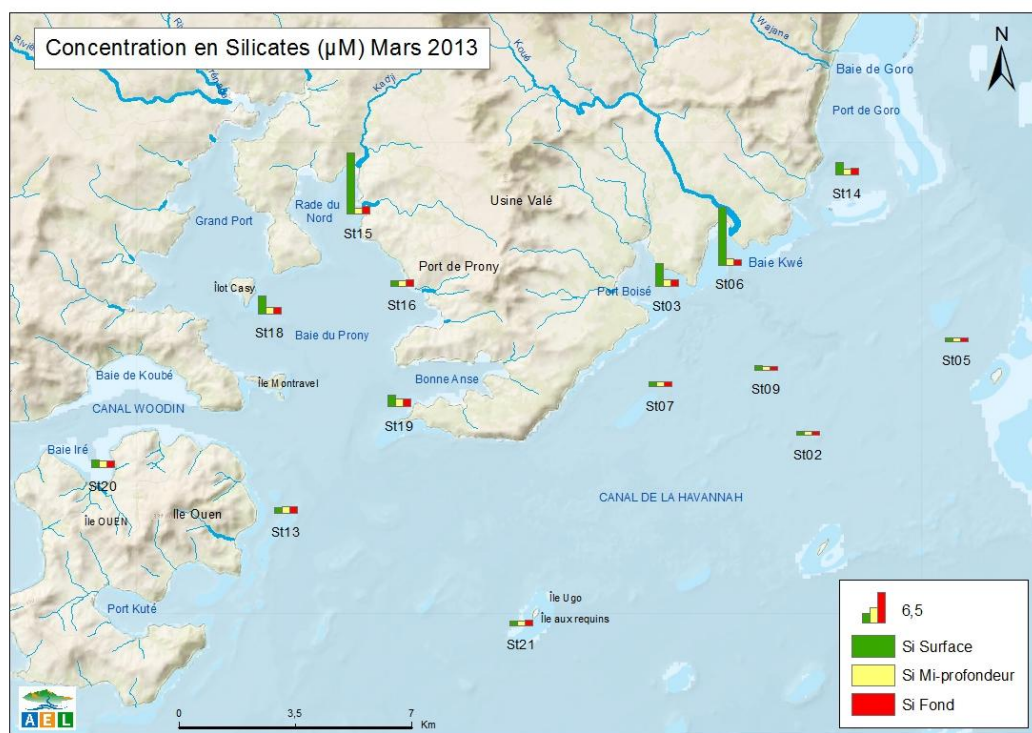 Concentration en Silicates (µM) Mars 2013
N
Kadji
Koué
Wajana
Baie de Goro
Port de Goro
St14
Usine Valé
Rade du
Nord
St15
Grand Port
Port de Prony
Baie Kwé
St06
Îlot Casy
St16
Port Boisé
St03
St18
Baie du Prony
St05
Baie de Koubé
Île Montravel
Bonne Anse
St09
St07
CANAL WOODIN
St19
St02
Baie Iré
St20
CANAL DE LA HAVANNAH
Île OUEN
Ile Ouen
St13
Port Kuté
Île Ugo
Île aux requins
St21
6,5
Si Surface
Si Mi-profondeur
Si Fond
AEL
0 3,5 7
Km